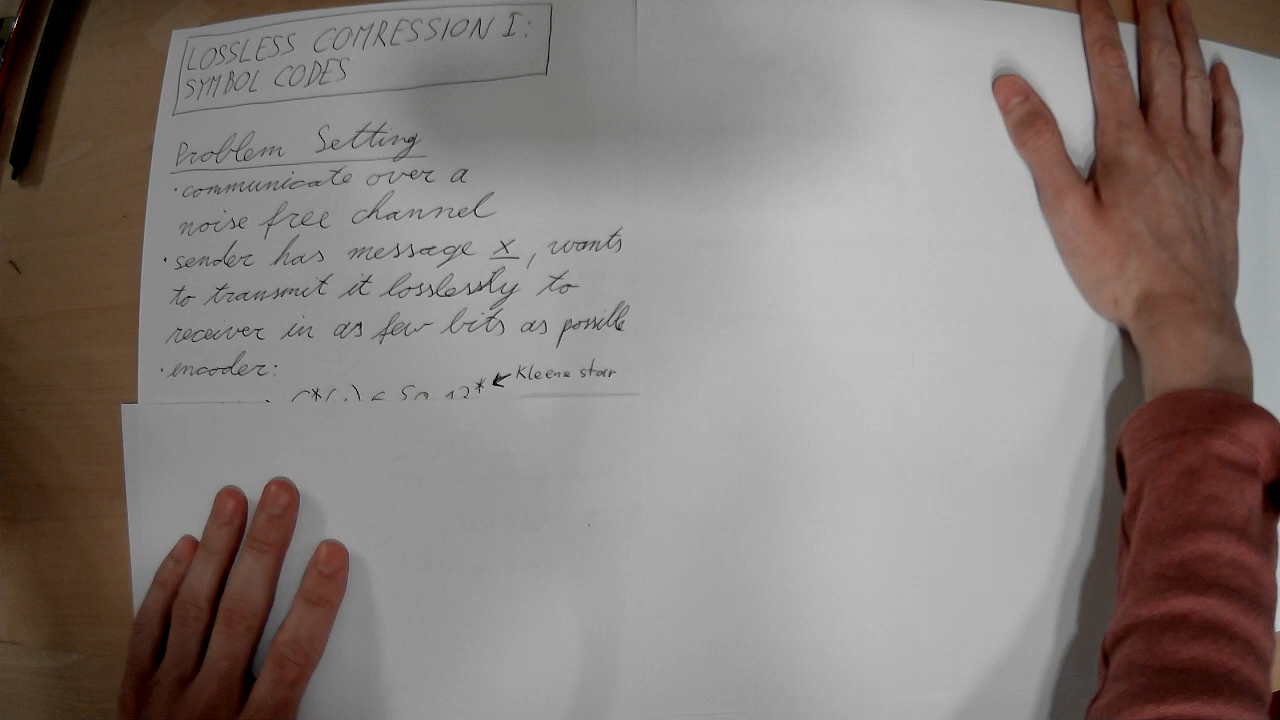 LOSSLESS COMRESSION I:
SYMBOL CODES
Problem Setting
• communicate over a
noise free channel
• sender has message x, wants
to transmit it losslessly to
receiver in as few bits as possible
• encoder:
Kleene star